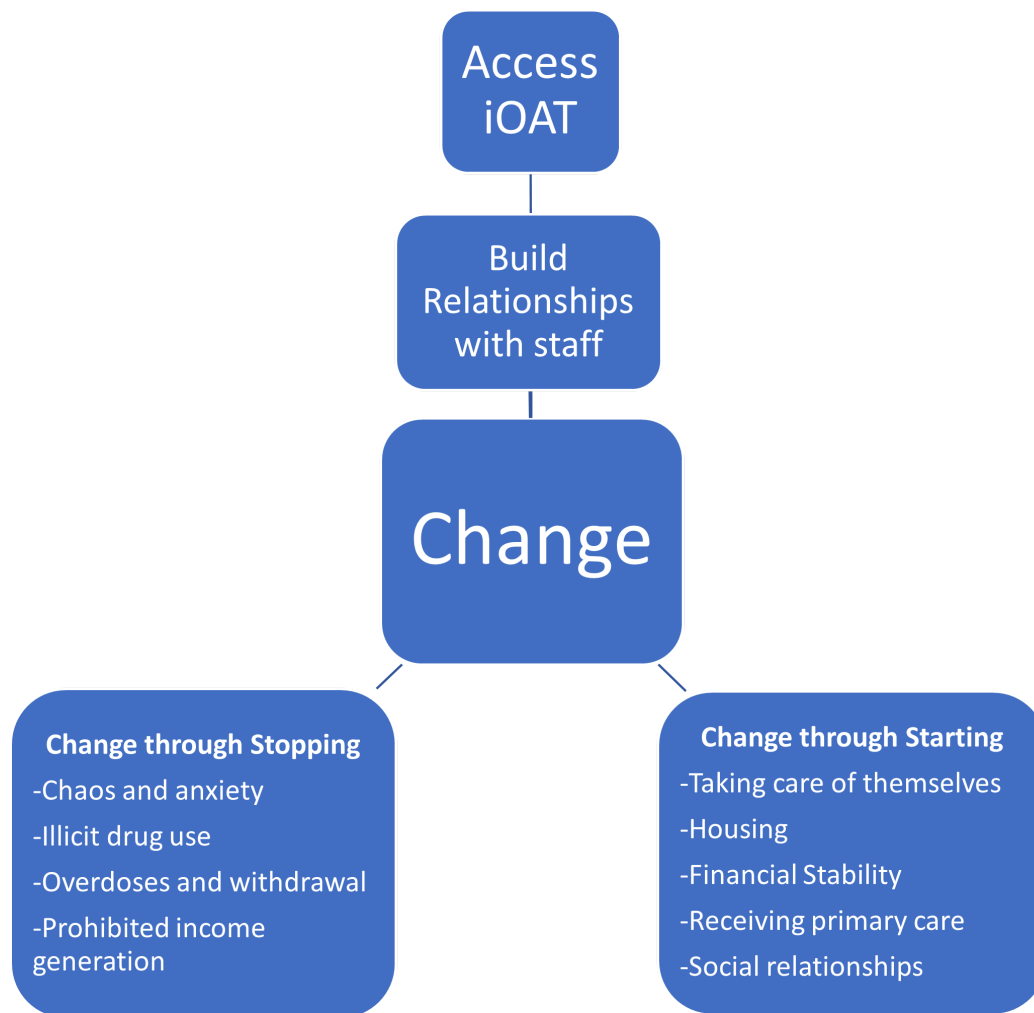 Access
iOAT
Build
Relationships
with staff
Change
Change through Stopping
-Chaos and anxiety
-Illicit drug use
-Overdoses and withdrawal
-Prohibited income
generation
Change through Starting
-Taking care of themselves
-Housing
-Financial Stability
-Receiving primary care
-Social relationships